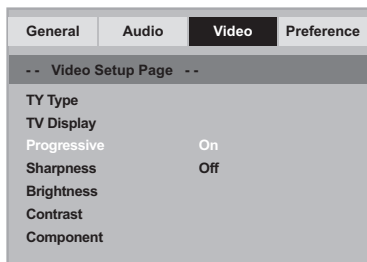 General Audio Video Preference
- - Video Setup Page - -
TY Type
TV Display
Progressive On
Sharpness Off
Brightness
Contrast
Component